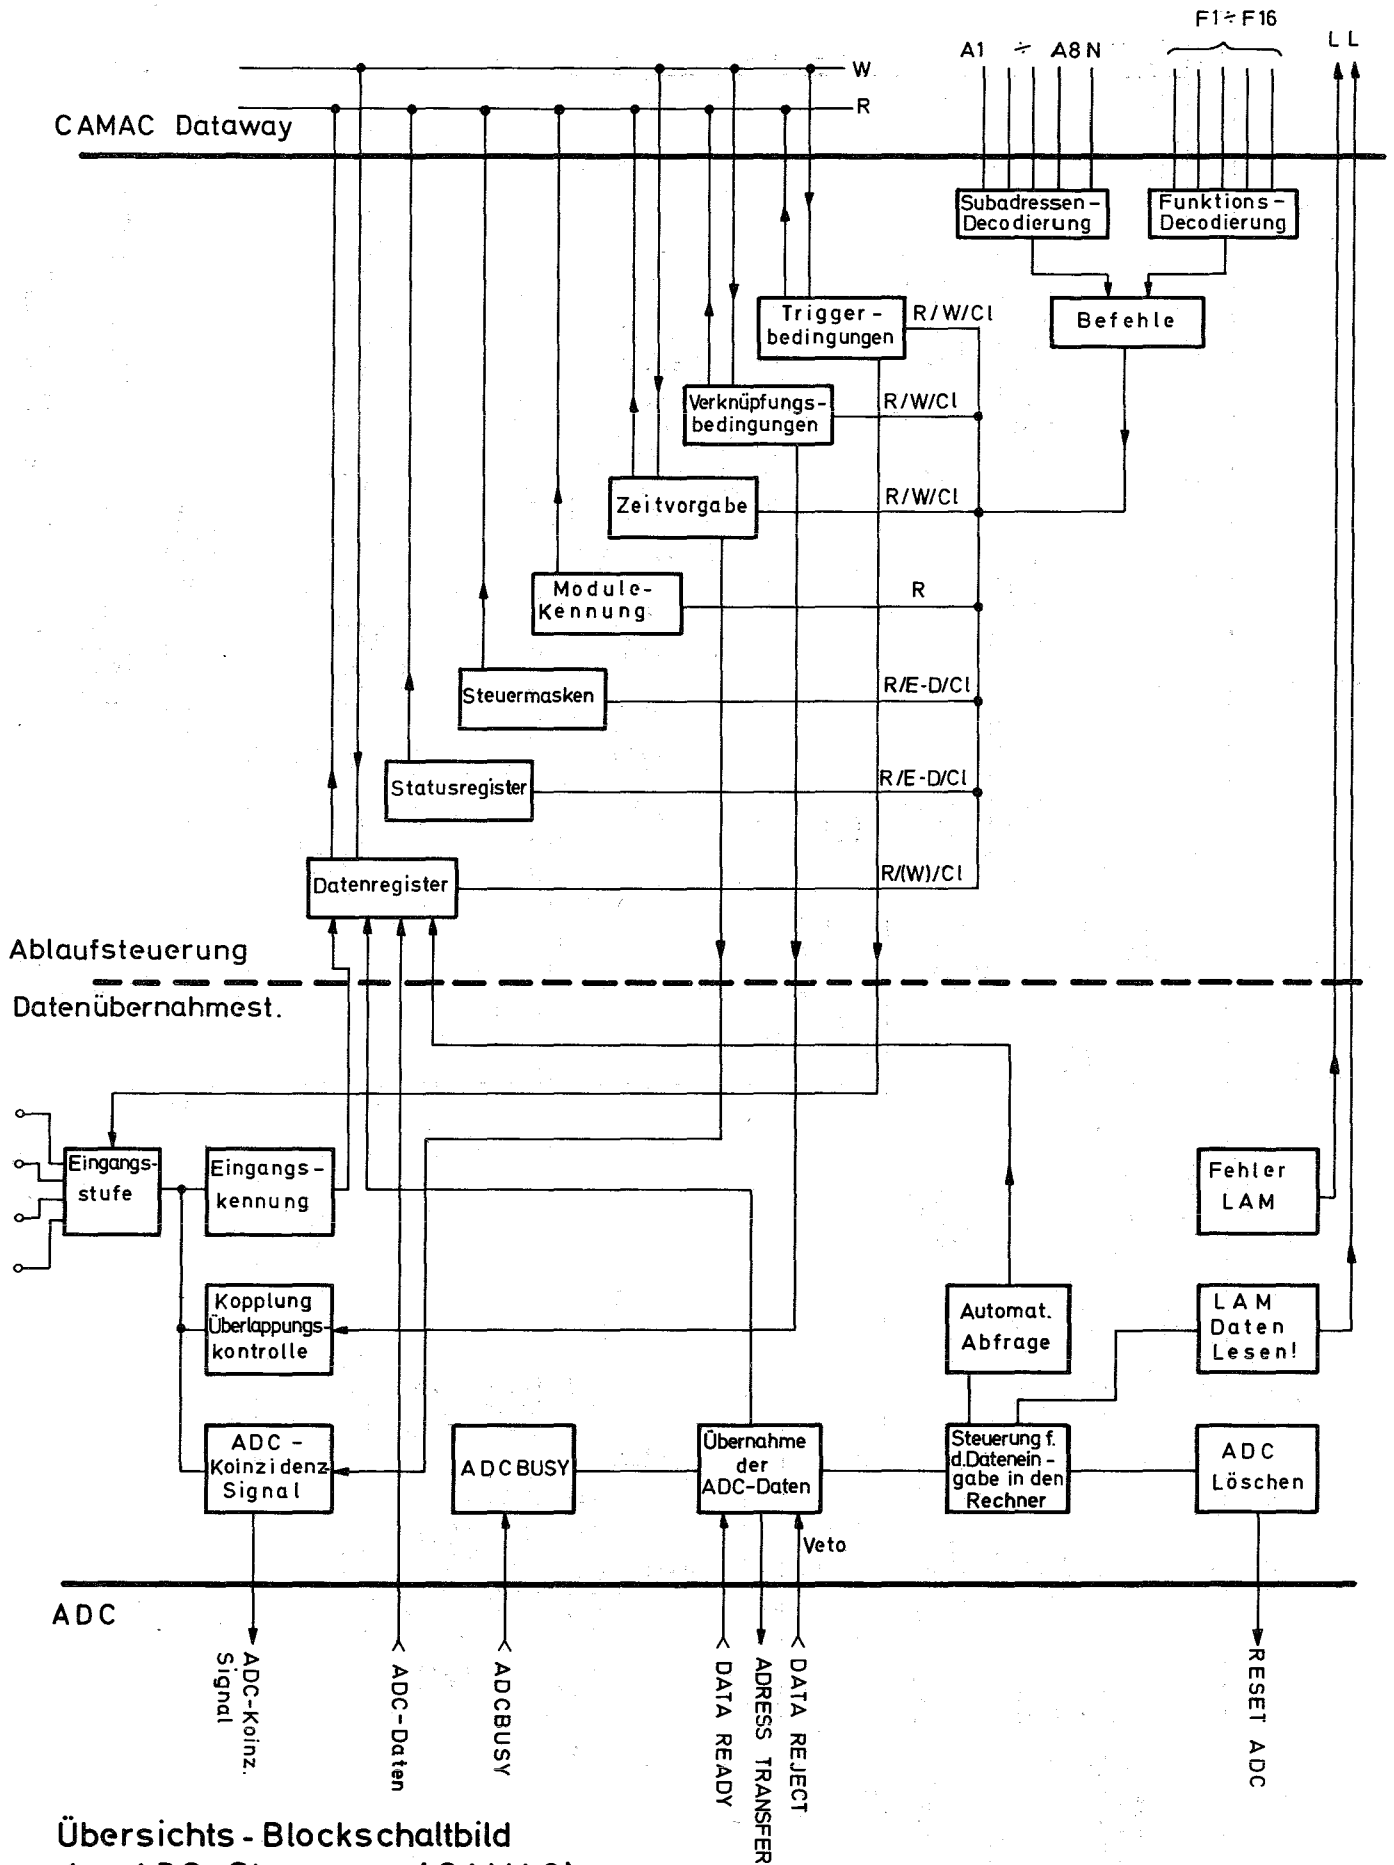 F1÷F16
A1 ÷ A8 N
L L
W
R
CAMAC Dataway
Subadressen-
Decodierung
Funktions-
Decodierung
Befehle
Trigger-
bedingungen
R/W/Cl
Verknüpfungs-
bedingungen
R/W/Cl
Zeitvorgabe
R/W/Cl
Module-
Kennung
R
Steuermasken
R/E-D/Cl
Statusregister
R/E-D/Cl
Datenregister
R/(W)/Cl
Ablaufsteuerung
Datenübernahmest.
Eingangs-
stufe
Eingangs-
kennung
Fehler
LAM
Kopplung
Überlappungs-
kontrolle
Automat.
Abfrage
LAM
Daten
Lesen!
ADC-
Koinzidenz-
Signal
ADCBUSY
Übernahme
der
ADC-Daten
Steuerung f.
d.Datenein-
gabe in den
Rechner
ADC
Löschen
Veto
ADC
ADC-Koinz.
Signal
ADC-Daten
ADCBUSY
DATA READY
ADRESS TRANSFER
DATA REJECT
RESET ADC
Übersichts-Blockschaltbild